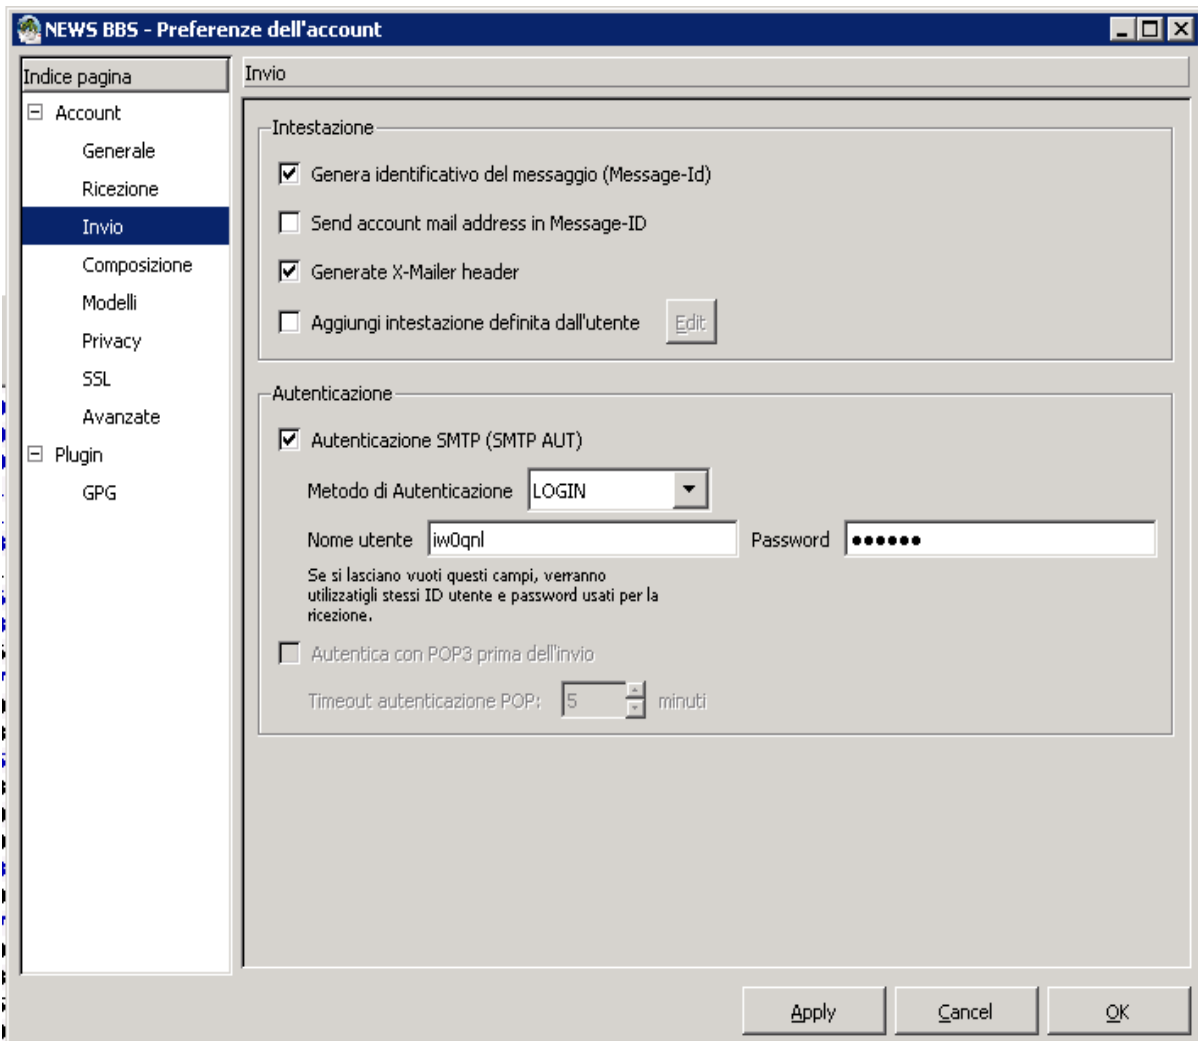 NEWS BBS - Preferenze dell'account
Indice pagina
Account
Generale
Ricezione
Invio
Composizione
Modelli
Privacy
SSL
Avanzate
Plugin
GPG
Invio
Intestazione
Genera identificativo del messaggio (Message-Id)
Send account mail address in Message-ID
Generate X-Mailer header
Aggiungi intestazione definita dall'utente Edit
Autenticazione
Autenticazione SMTP (SMTP AUT)
Metodo di Autenticazione LOGIN
Nome utente iw0qnl Password ●●●●●●
Se si lasciano vuoti questi campi, verranno
utilizzatigli stessi ID utente e password usati per la
ricezione.
Autentica con POP3 prima dell'invio
Timeout autenticazione POP: 5 minuti
Apply Cancel OK